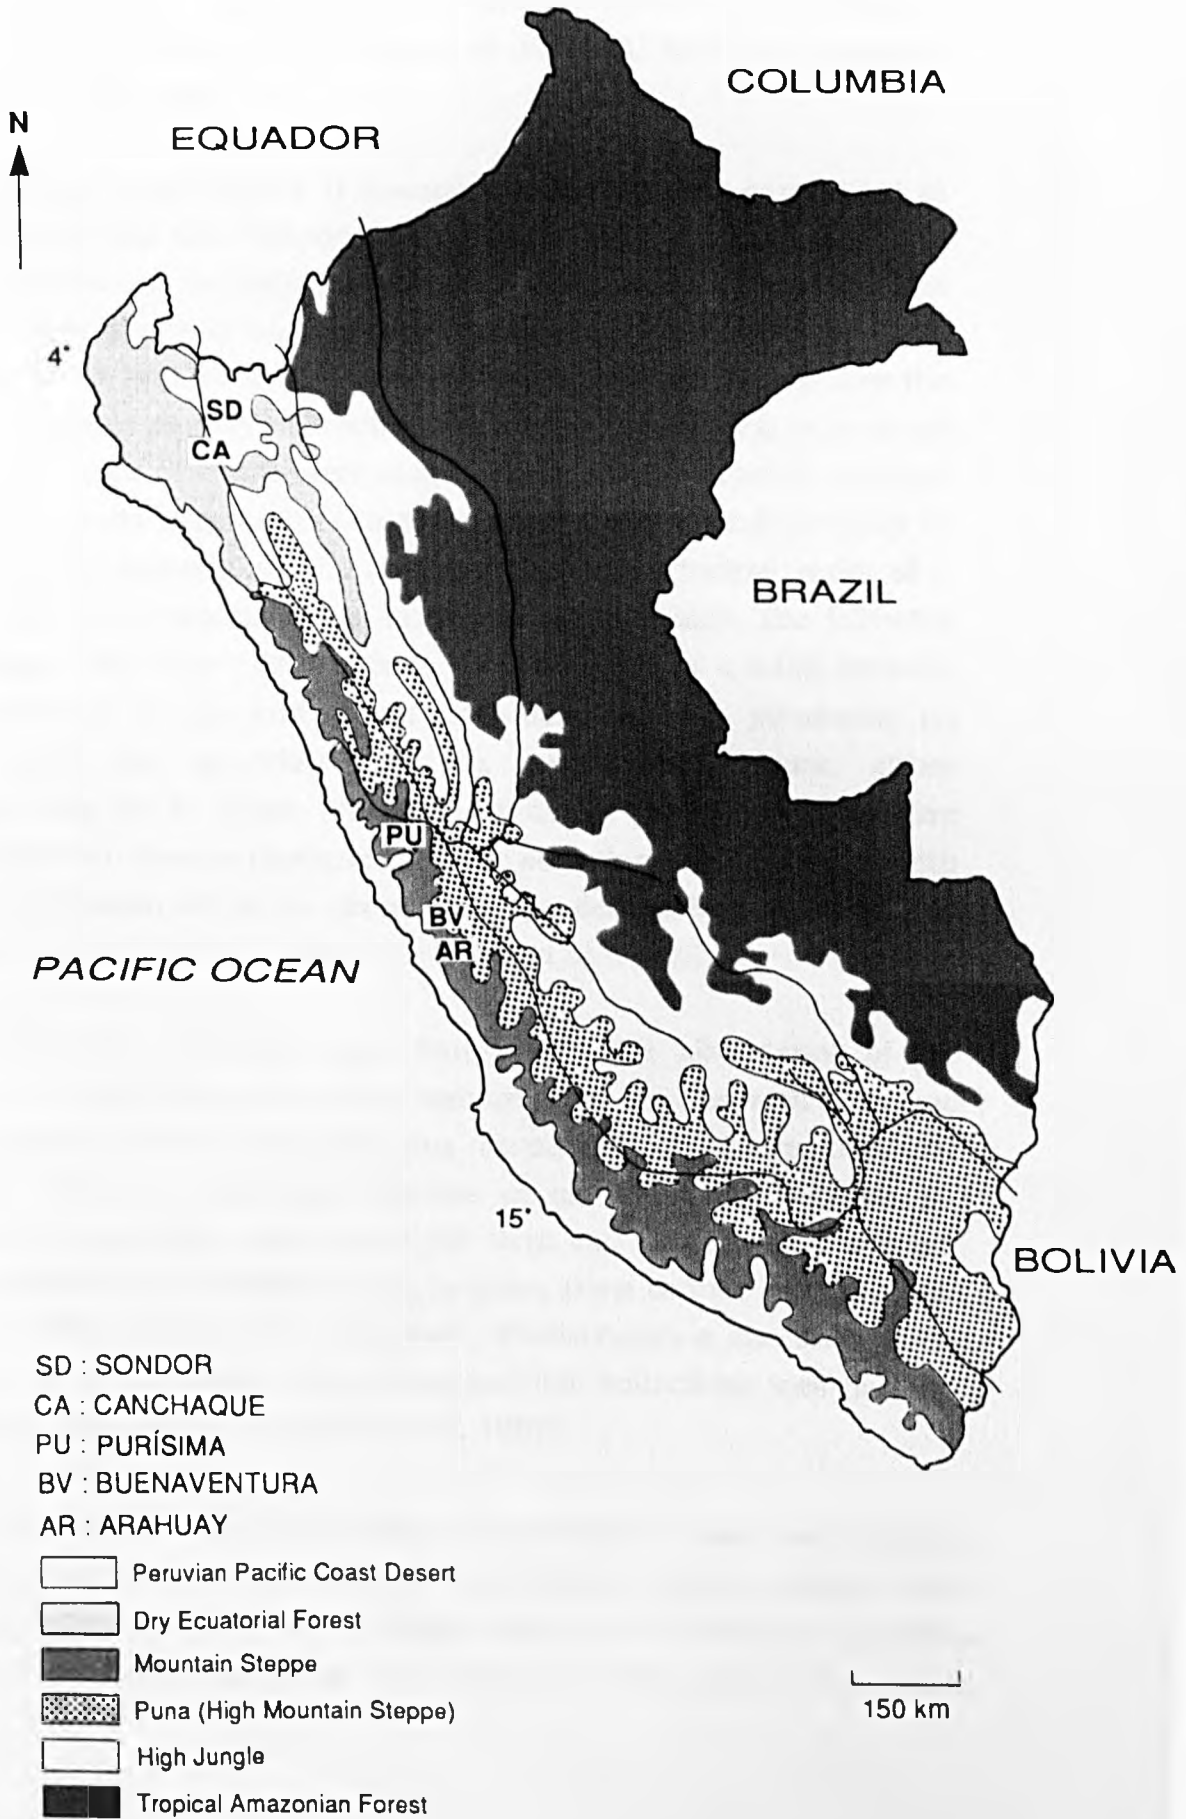 COLUMBIA
EQUADOR
N
4°
SD
CA
BRAZIL
PU
BV
AR
PACIFIC OCEAN
15°
BOLIVIA
SD : SONDOR
CA : CANCHAQUE
PU : PURÍSIMA
BV : BUENAVENTURA
AR : ARAHUAY
Peruvian Pacific Coast Desert
Dry Ecuatorial Forest
Mountain Steppe
Puna (High Mountain Steppe)
150 km
High Jungle
Tropical Amazonian Forest